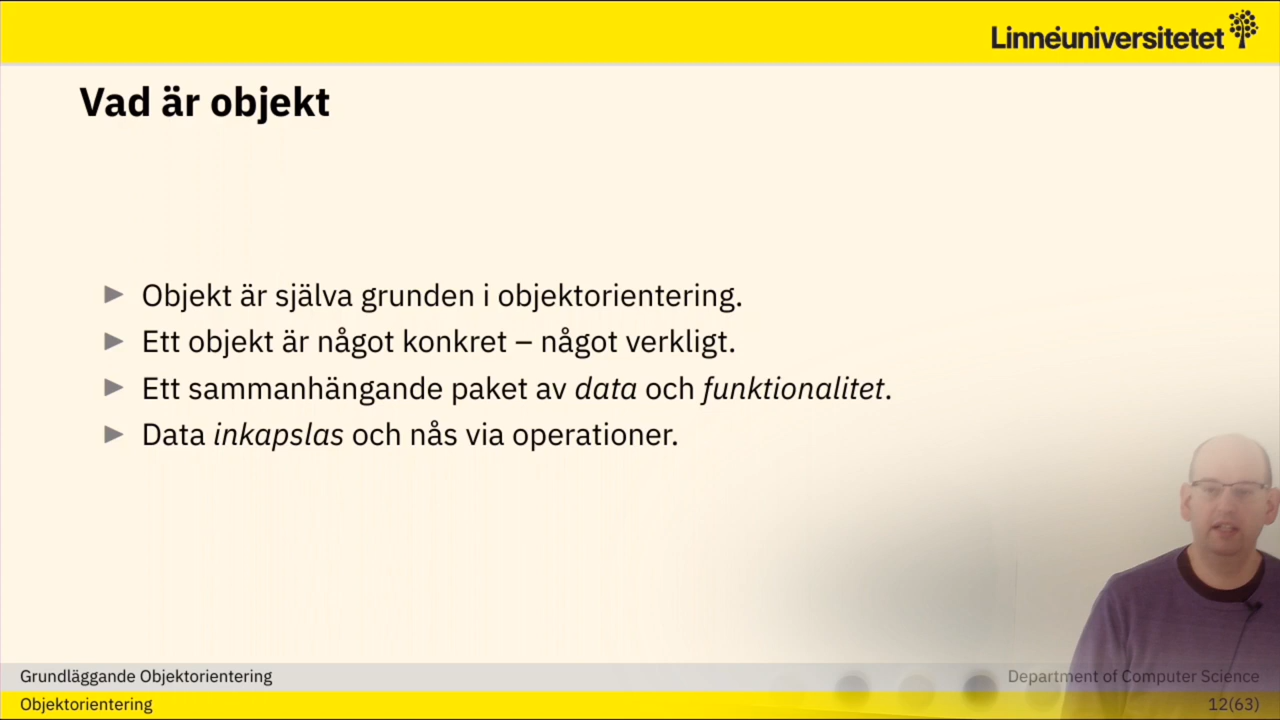 Linnéuniversitetet
Vad är objekt
Objekt är själva grunden i objektorientering.
Ett objekt är något konkret – något verkligt.
Ett sammanhängande paket av data och funktionalitet.
Data inkapslas och nås via operationer.
Grundläggande Objektorientering
Department of Computer Science
Objektorientering
12(63)